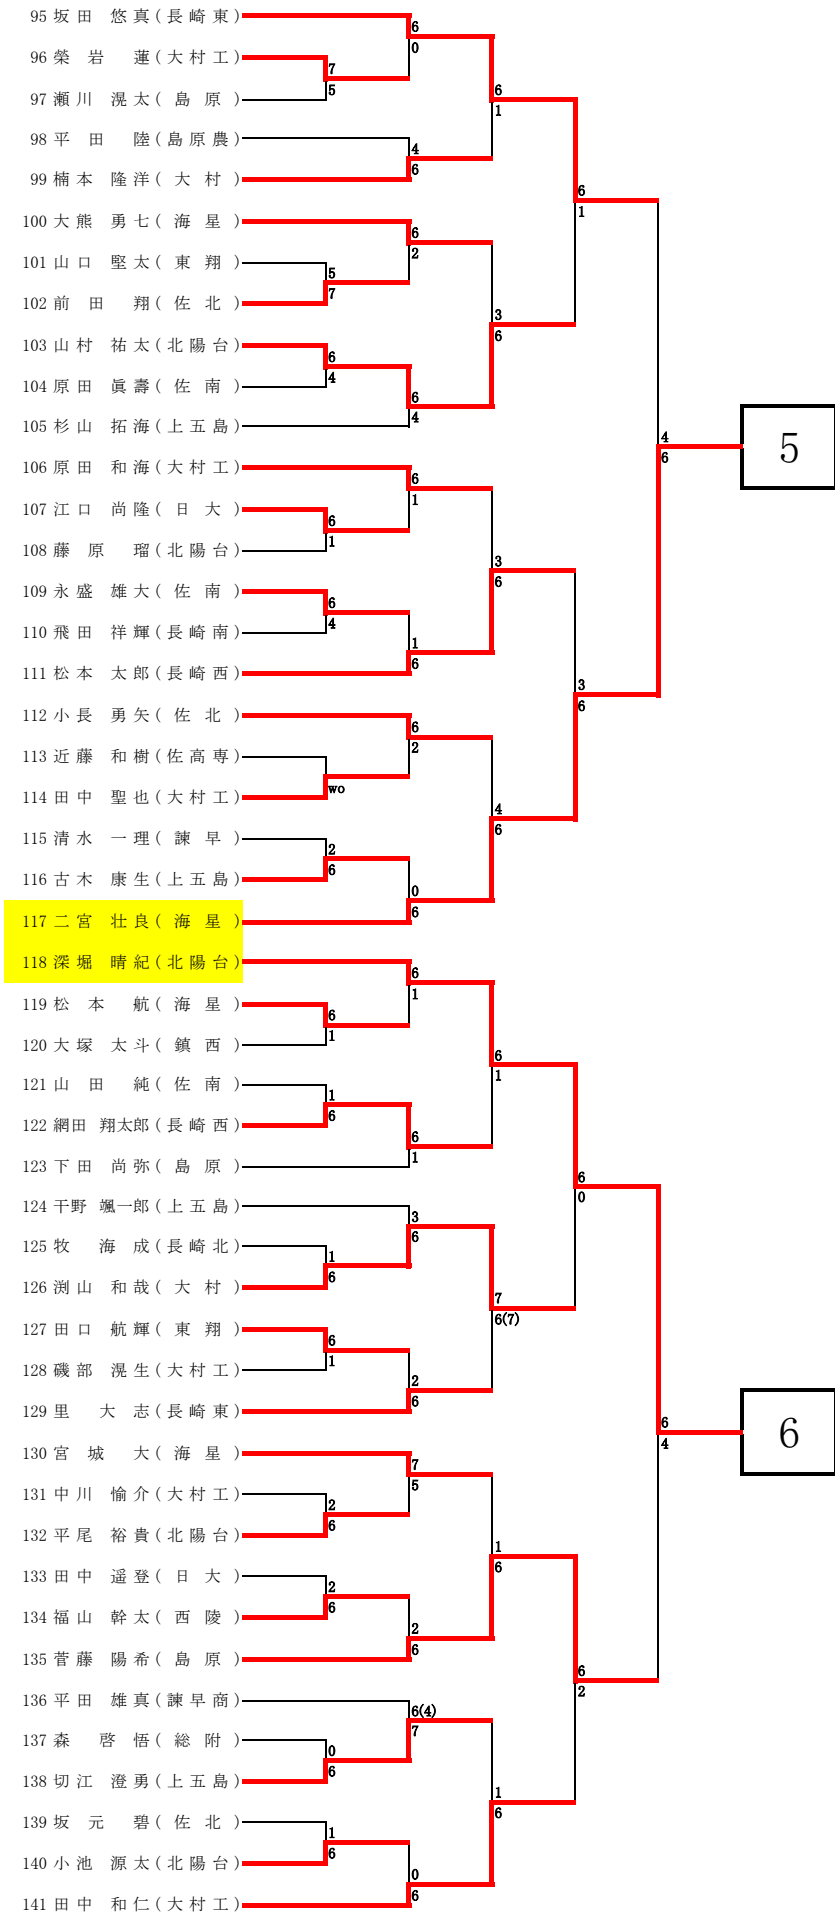 95 坂田 悠真(長崎東)
6
0
96 榮岩 蓮(大村工)
7
5
97 瀬川 滉太(島原)
6
1
98 平田 陸(島原農)
4
6
99 楠本 隆洋(大村)
6
1
100 大熊 勇七(海星)
6
2
101 山口 堅太(東翔)
5
7
102 前田 翔(佐北)
3
6
103 山村 祐太(北陽台)
6
4
104 原田 眞壽(佐南)
6
4
105 杉山 拓海(上五島)
4
6
5
106 原田 和海(大村工)
6
1
107 江口 尚隆(日大)
6
1
108 藤原 瑠(北陽台)
3
6
109 永盛 雄大(佐南)
6
4
110 飛田 祥輝(長崎南)
1
6
111 松本 太郎(長崎西)
3
6
112 小長 勇矢(佐北)
6
2
113 近藤 和樹(佐高専)
wo
114 田中 聖也(大村工)
4
6
115 清水 一理(諫早)
2
6
116 古木 康生(上五島)
0
6
117 二宮 壮良(海星)
118 深堀 晴紀(北陽台)
6
1
119 松本 航(海星)
6
1
120 大塚 太斗(鎮西)
6
1
121 山田 純(佐南)
1
6
122 網田 翔太郎(長崎西)
6
1
123 下田 尚弥(島原)
6
0
124 干野 颯一郎(上五島)
3
6
125 牧 海成(長崎北)
1
6
126 渕山 和哉(大村)
7
6(7)
127 田口 航輝(東翔)
6
1
128 磯部 滉生(大村工)
2
6
129 里 大志(長崎東)
6
4
6
130 宮城 大(海星)
7
5
131 中川 愉介(大村工)
2
6
132 平尾 裕貴(北陽台)
1
6
133 田中 遥登(日大)
2
6
134 福山 幹太(西陵)
2
6
135 菅藤 陽希(島原)
6
2
136 平田 雄真(諫早商)
6(4)
7
137 森 啓悟(総附)
0
6
138 切江 澄勇(上五島)
1
6
139 坂元 碧(佐北)
1
6
140 小池 源太(北陽台)
0
6
141 田中 和仁(大村工)